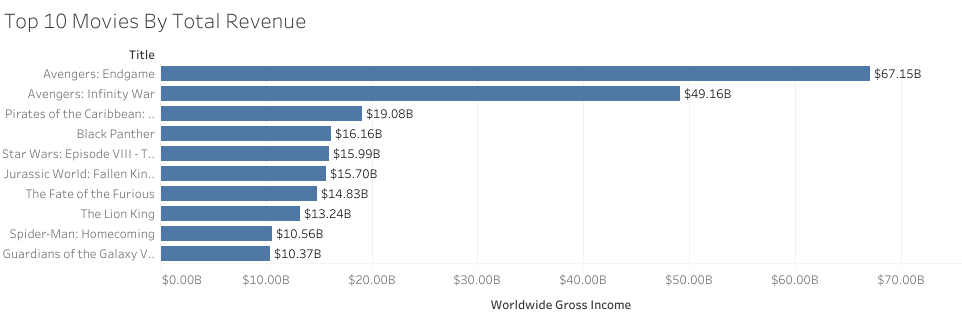 Top 10 Movies By Total Revenue
Title
Avengers: Endgame $67.15B
Avengers: Infinity War $49.16B
Pirates of the Caribbean: .. $19.08B
Black Panther $16.16B
Star Wars: Episode VIII - T.. $15.99B
Jurassic World: Fallen Kin.. $15.70B
The Fate of the Furious $14.83B
The Lion King $13.24B
Spider-Man: Homecoming $10.56B
Guardians of the Galaxy V.. $10.37B
$0.00B $10.00B $20.00B $30.00B $40.00B $50.00B $60.00B $70.00B
Worldwide Gross Income